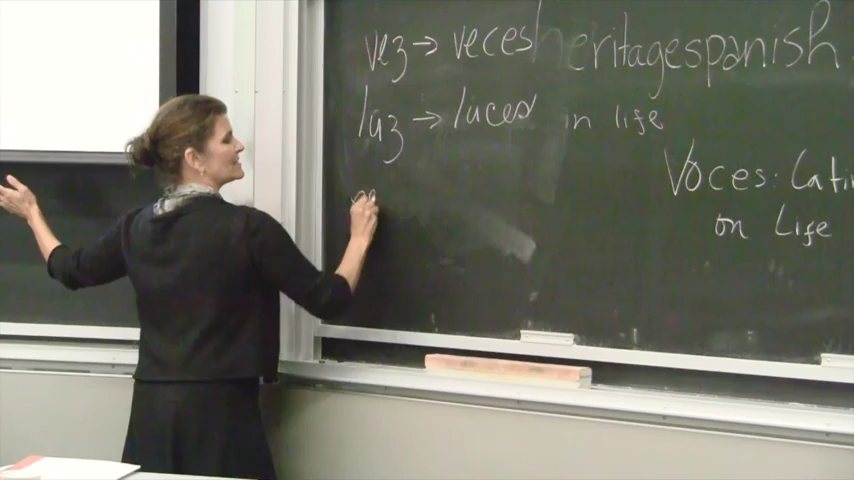 vez → veces heritagespanish.
luz → luces in life
Voces: Lati
on Life